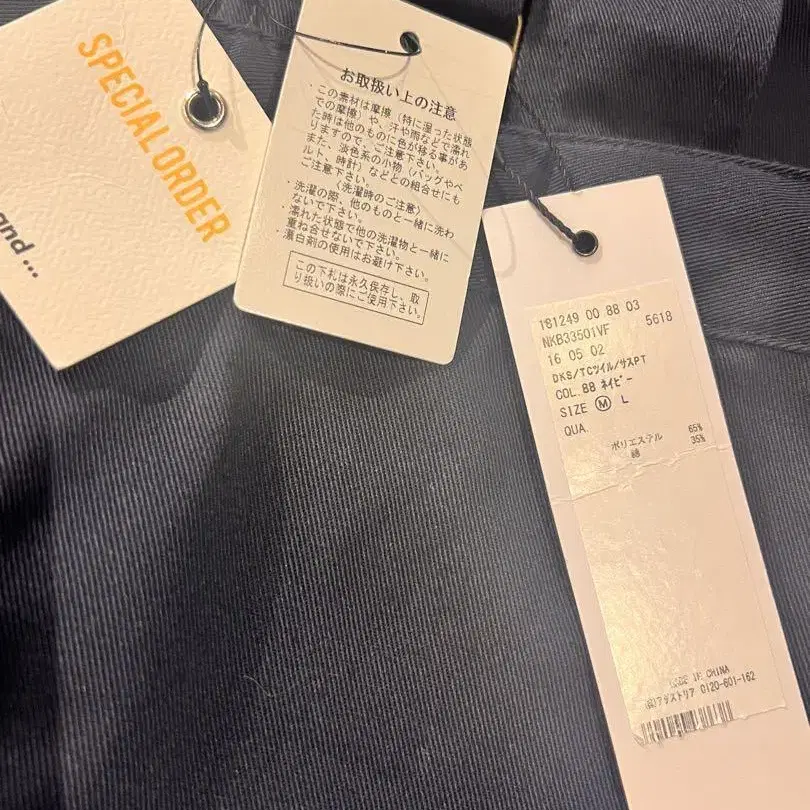 SPECIAL ORDER
and ...
お取扱い上の注意
・この素材は摩擦(特に湿った状態
での摩擦)や、汗や雨などで濡れ
た時は他のものに色が移る事があ
りますので、ご注意下さい。
また、淡色系の小物(バッグやベ
ルト、時計)などとの組合せにも
ご注意下さい。
〈洗濯時のご注意〉
・洗濯の際、他のものと一緒に洗わ
ないで下さい。
・濡れた状態で他の洗濯物と一緒に
重ね合せないで下さい。
・漂白剤の使用はお避け下さい。
この下札は永久保存し、取
り扱いの際にご使用下さい。
181249 00 88 03
NKB33501VF 5618
16 05 02
DKS/TCツイル/サスPT
COL.88 ネイビー
SIZE M L
QUA.
ポリエステル 65%
綿 35%
MADE IN CHINA
(株)アダストリア 0120-601-162